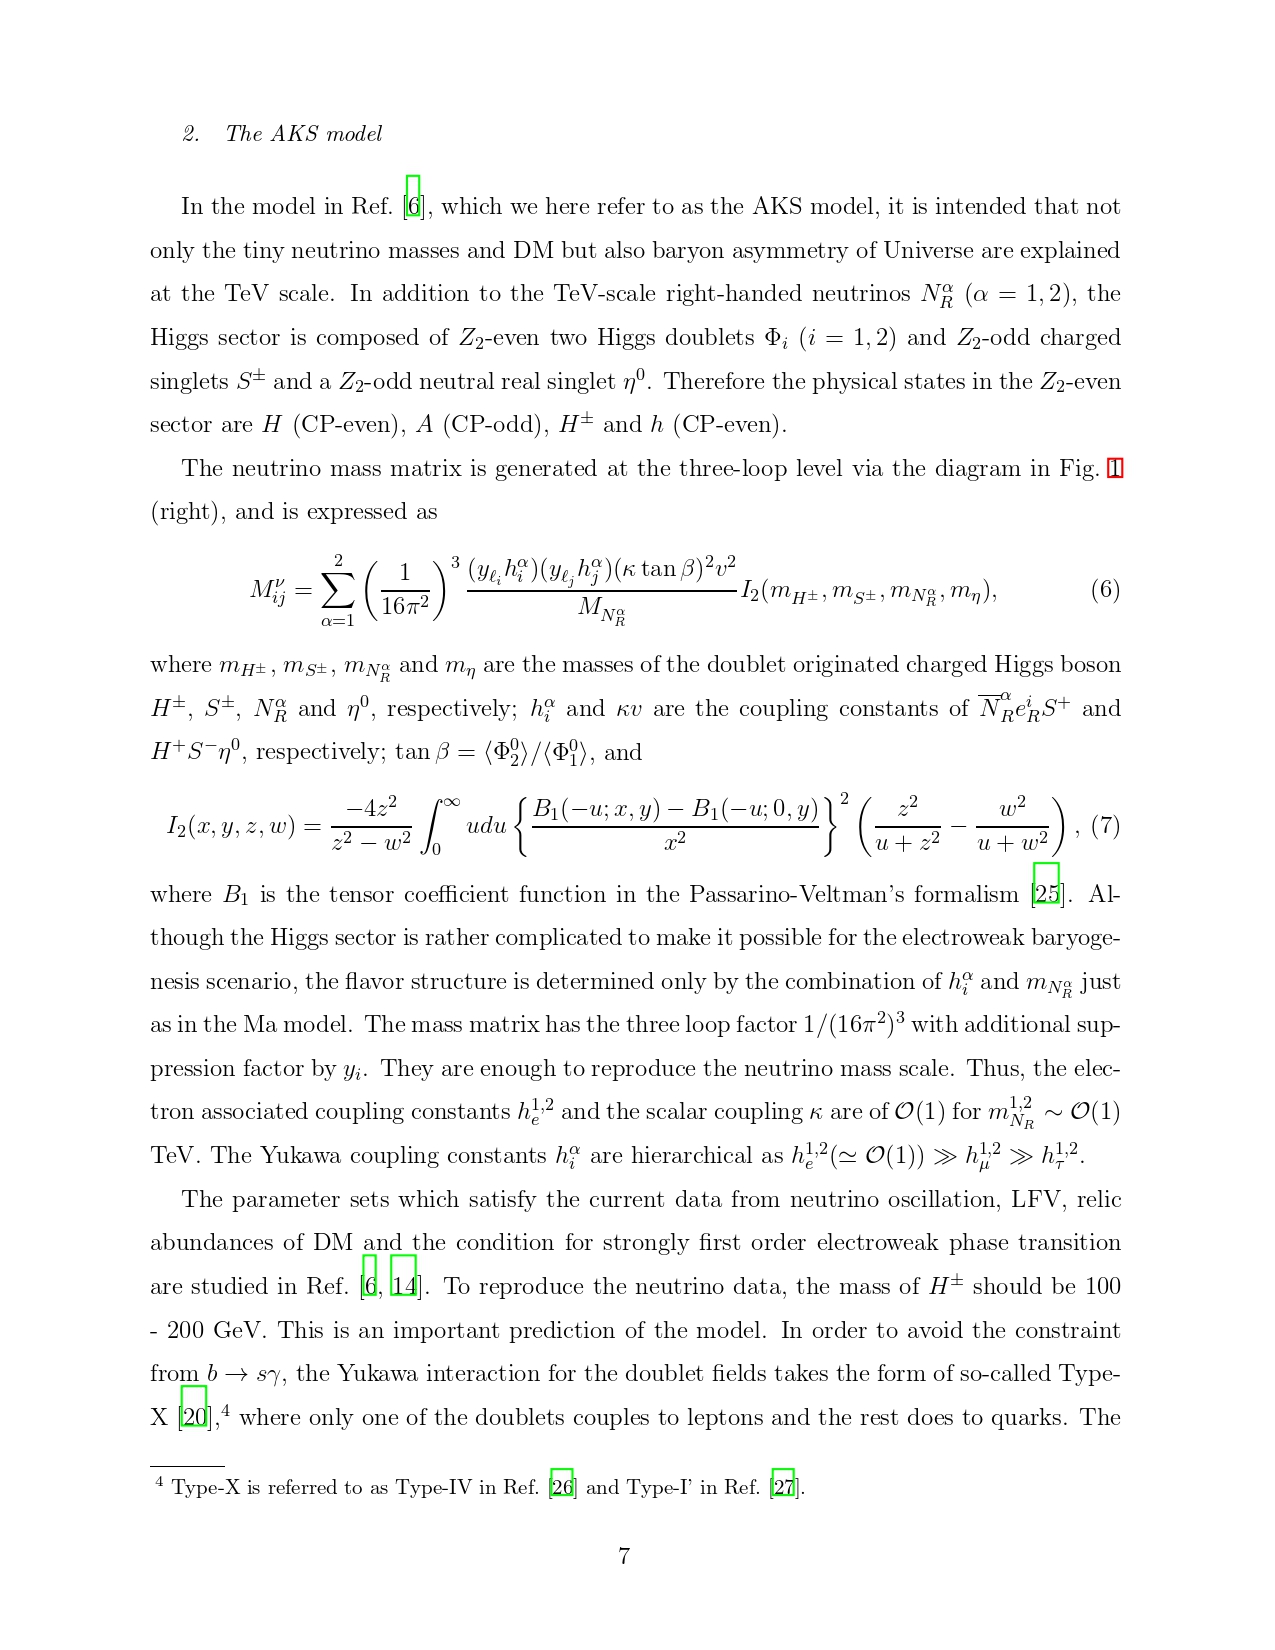 2. The AKS model
In the model in Ref. [6], which we here refer to as the AKS model, it is intended that not
only the tiny neutrino masses and DM but also baryon asymmetry of Universe are explained
at the TeV scale. In addition to the TeV-scale right-handed neutrinos $N_R^\alpha$ ($\alpha = 1, 2$), the
Higgs sector is composed of $Z_2$-even two Higgs doublets $\Phi_i$ ($i = 1, 2$) and $Z_2$-odd charged
singlets $S^\pm$ and a $Z_2$-odd neutral real singlet $\eta^0$. Therefore the physical states in the $Z_2$-even
sector are $H$ (CP-even), $A$ (CP-odd), $H^\pm$ and $h$ (CP-even).
The neutrino mass matrix is generated at the three-loop level via the diagram in Fig. 1
(right), and is expressed as
$M_{ij}^\nu = \sum_{\alpha=1}^{2} \left( \frac{1}{16\pi^2} \right)^3 \frac{(y_{\ell_i} h_i^\alpha)(y_{\ell_j} h_j^\alpha)(\kappa \tan\beta)^2 v^2}{M_{N_R^\alpha}} I_2(m_{H^\pm}, m_{S^\pm}, m_{N_R^\alpha}, m_\eta),$ (6)
where $m_{H^\pm}$, $m_{S^\pm}$, $m_{N_R^\alpha}$ and $m_\eta$ are the masses of the doublet originated charged Higgs boson
$H^\pm$, $S^\pm$, $N_R^\alpha$ and $\eta^0$, respectively; $h_i^\alpha$ and $\kappa v$ are the coupling constants of $\overline{N}_R^\alpha e_R^i S^+$ and
$H^+ S^- \eta^0$, respectively; $\tan\beta = \langle \Phi_2^0 \rangle / \langle \Phi_1^0 \rangle$, and
$I_2(x, y, z, w) = \frac{-4z^2}{z^2 - w^2} \int_0^\infty u du \left\{ \frac{B_1(-u; x, y) - B_1(-u; 0, y)}{x^2} \right\}^2 \left( \frac{z^2}{u + z^2} - \frac{w^2}{u + w^2} \right),$ (7)
where $B_1$ is the tensor coefficient function in the Passarino-Veltman's formalism [25]. Al-
though the Higgs sector is rather complicated to make it possible for the electroweak baryoge-
nesis scenario, the flavor structure is determined only by the combination of $h_i^\alpha$ and $m_{N_R^\alpha}$ just
as in the Ma model. The mass matrix has the three loop factor $1/(16\pi^2)^3$ with additional sup-
pression factor by $y_i$. They are enough to reproduce the neutrino mass scale. Thus, the elec-
tron associated coupling constants $h_e^{1,2}$ and the scalar coupling $\kappa$ are of $\mathcal{O}(1)$ for $m_{N_R}^{1,2} \sim \mathcal{O}(1)$
TeV. The Yukawa coupling constants $h_i^\alpha$ are hierarchical as $h_e^{1,2} (\simeq \mathcal{O}(1)) \gg h_\mu^{1,2} \gg h_\tau^{1,2}$.
The parameter sets which satisfy the current data from neutrino oscillation, LFV, relic
abundances of DM and the condition for strongly first order electroweak phase transition
are studied in Ref. [6, 14]. To reproduce the neutrino data, the mass of $H^\pm$ should be 100
- 200 GeV. This is an important prediction of the model. In order to avoid the constraint
from $b \to s\gamma$, the Yukawa interaction for the doublet fields takes the form of so-called Type-
X [20],$^4$ where only one of the doublets couples to leptons and the rest does to quarks. The
$^4$ Type-X is referred to as Type-IV in Ref. [26] and Type-I' in Ref. [27].
7